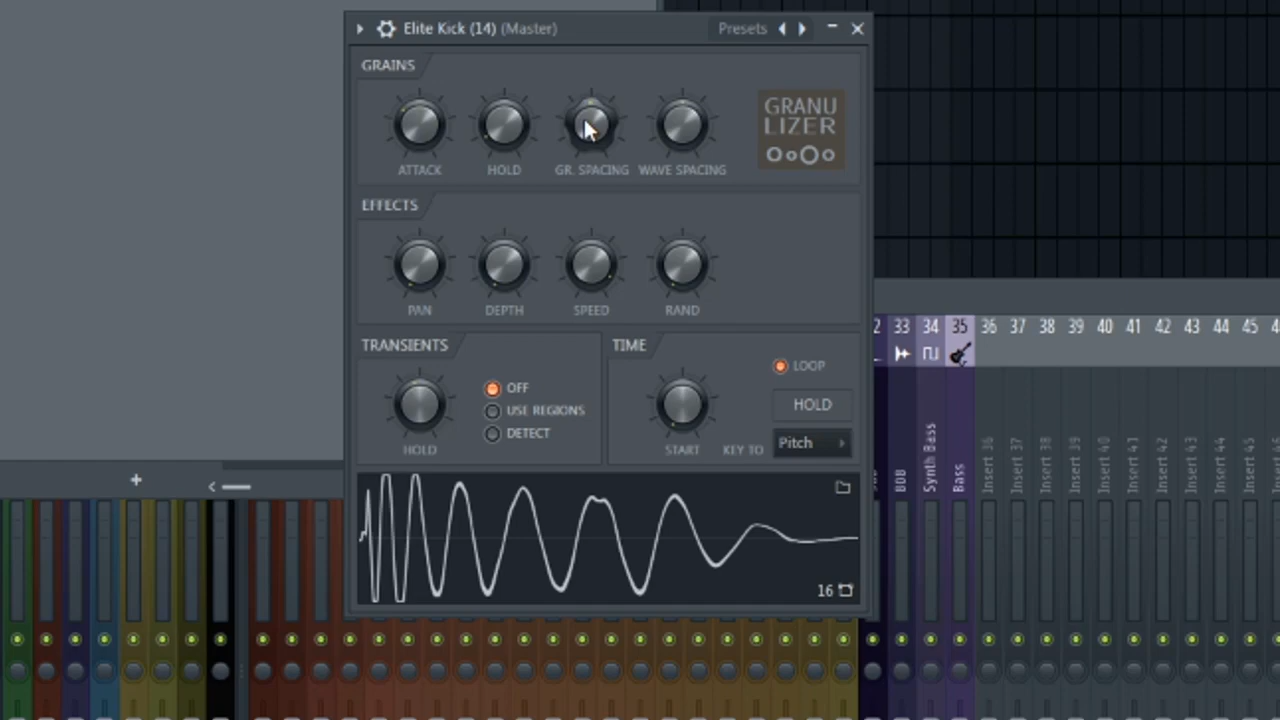 Elite Kick (14) (Master) Presets
GRAINS
GRANU
LIZER
ATTACK HOLD GR. SPACING WAVE SPACING
EFFECTS
PAN DEPTH SPEED RAND
TRANSIENTS TIME
LOOP
OFF
HOLD
USE REGIONS
DETECT
Pitch
HOLD START KEY TO
16
2 33 34 35 36 37 38 39 40 41 42 43 44 45
808
Synth Bass
Bass
Insert 36
Insert 37
Insert 38
Insert 39
Insert 40
Insert 41
Insert 42
Insert 43
Insert 44
Insert 45